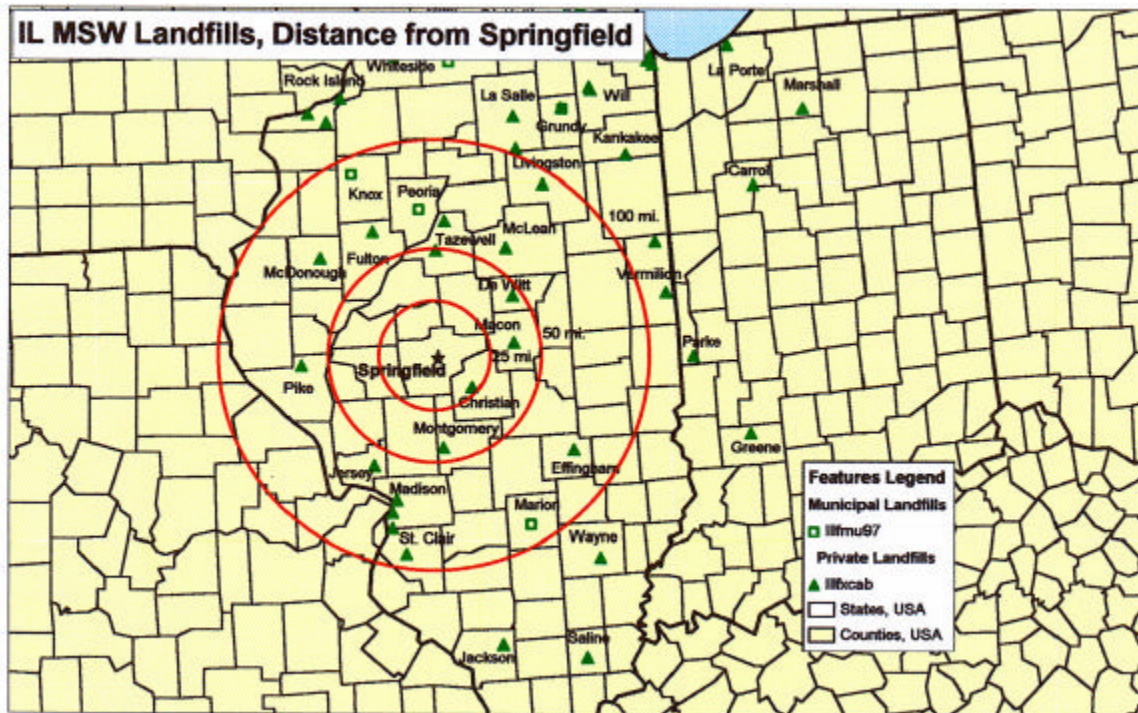 IL MSW Landfills, Distance from Springfield
Whiteside
La Porte
Rock Island
Marshall
La Salle
Will
Grundy
Kankakee
Livingston
Carrol
Knox
Peoria
100 mi.
McLean
Tazewell
Fulton
McDonough
Vermilion
De Witt
Macon
50 mi.
Parke
25 mi.
Springfield
Pike
Christian
Montgomery
Greene
Jersey
Effingham
Features Legend
Madison
Municipal Landfills
Marion
Illfmu97
St. Clair
Wayne
Private Landfills
Illfxcab
States, USA
Saline
Counties, USA
Jackson